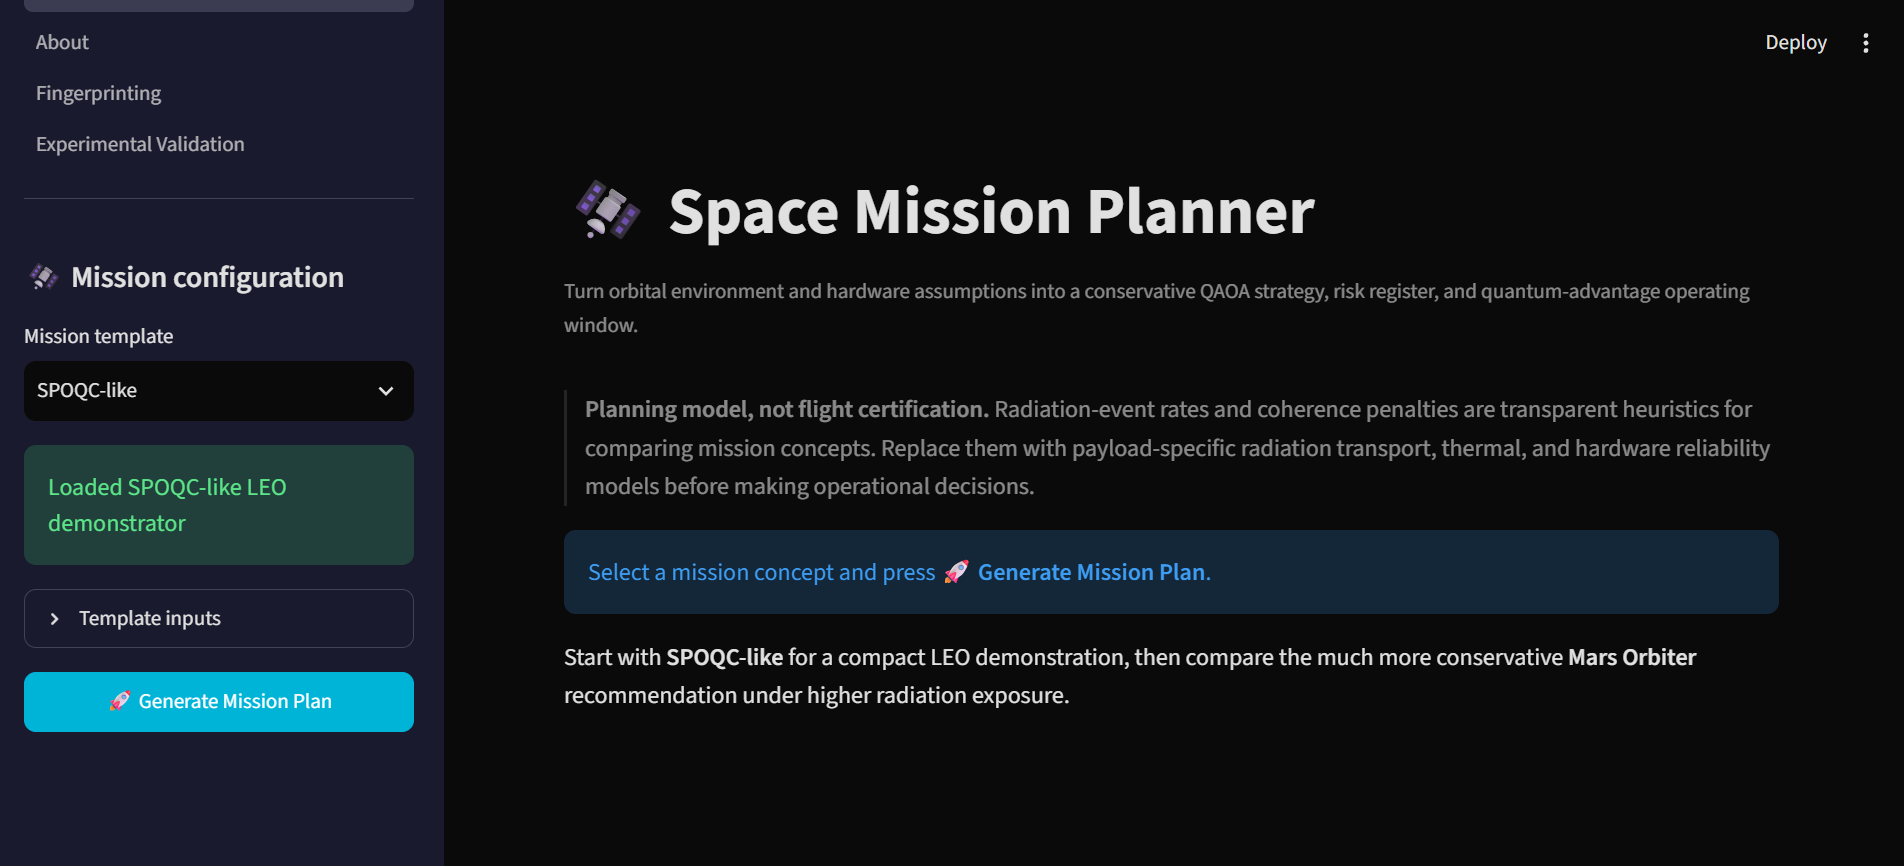 About
Fingerprinting
Experimental Validation
Mission configuration
Mission template
SPOQC-like
Loaded SPOQC-like LEO
demonstrator
Template inputs
🚀 Generate Mission Plan
Deploy
Space Mission Planner
Turn orbital environment and hardware assumptions into a conservative QAOA strategy, risk register, and quantum-advantage operating
window.
Planning model, not flight certification. Radiation-event rates and coherence penalties are transparent heuristics for
comparing mission concepts. Replace them with payload-specific radiation transport, thermal, and hardware reliability
models before making operational decisions.
Select a mission concept and press 🚀 Generate Mission Plan.
Start with SPOQC-like for a compact LEO demonstration, then compare the much more conservative Mars Orbiter
recommendation under higher radiation exposure.